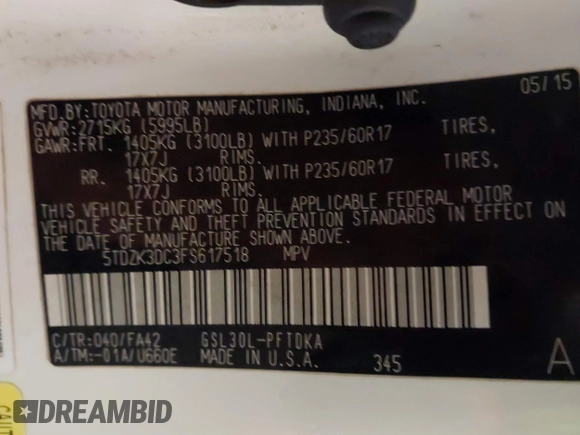 05/15
MFD.BY:TOYOTA MOTOR MANUFACTURING, INDIANA, INC.
GVWR:2715KG (5995LB)
GAWR:FRT. 1405KG (3100LB) WITH P235/60R17 TIRES,
17X7J RIMS.
RR. 1405KG (3100LB) WITH P235/60R17 TIRES,
17X7J RIMS.
THIS VEHICLE CONFORMS TO ALL APPLICABLE FEDERAL MOTOR
VEHICLE SAFETY AND THEFT PREVENTION STANDARDS IN EFFECT ON
THE DATE OF MANUFACTURE SHOWN ABOVE.
5TDZK3DC3FS617518 MPV
C/TR:040/FA42 GSL30L-PFTDKA
A/TM:-01A/U660E MADE IN U.S.A. 345 A
DREAMBID